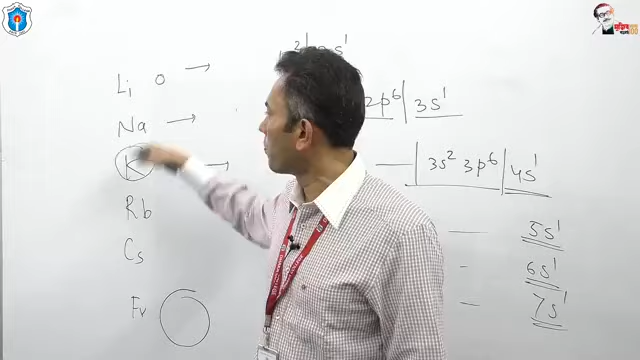 Li →
Na → 2p⁶ | 3s¹
K → | 3s² 3p⁶ | 4s¹
Rb 5s¹
Cs 6s¹
Fr 7s¹